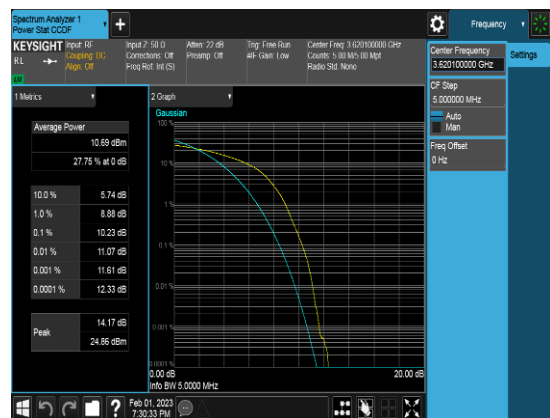 Spectrum Analyzer 1
Power Stat CCDF
+
Frequency
KEYSIGHT
RL
LXI
Input: RF
Coupling: DC
Align: Off
Input Z: 50 Ω
Corrections: Off
Freq Ref: Int (S)
Atten: 22 dB
Preamp: Off
Trig: Free Run
#IF Gain: Low
Center Freq: 3.620100000 GHz
Counts: 5.00 M/5.00 Mpt
Radio Std: None
Center Frequency
3.620100000 GHz
Settings
CF Step
5.000000 MHz
Auto
Man
Freq Offset
0 Hz
1 Metrics
Average Power
10.69 dBm
27.75 % at 0 dB
10.0 % 5.74 dB
1.0 % 8.88 dB
0.1 % 10.23 dB
0.01 % 11.07 dB
0.001 % 11.61 dB
0.0001 % 12.33 dB
Peak
14.17 dB
24.86 dBm
2 Graph
Gaussian
100 %
10 %
1 %
0.1 %
0.01 %
0.001 %
0.0001 %
0.00 dB
20.00 dB
Info BW 5.0000 MHz
?
Feb 01, 2023
7:30:33 PM